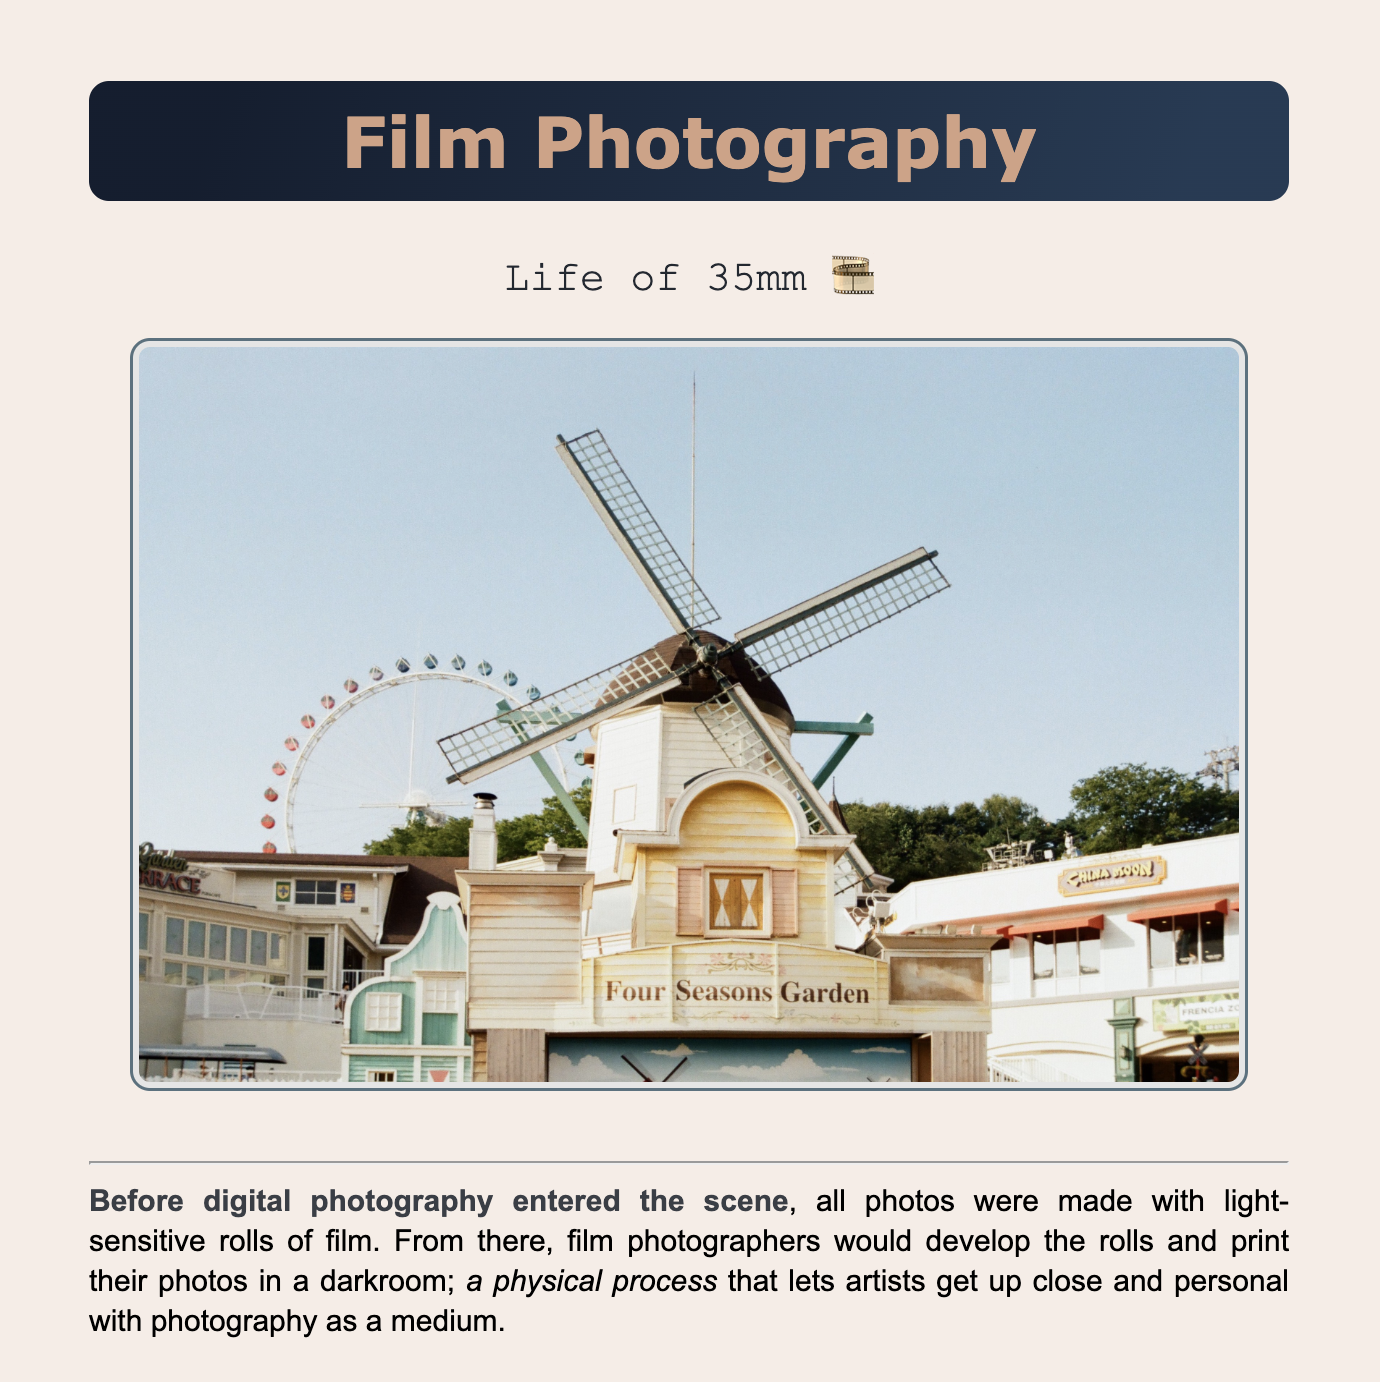 Film Photography
Life of 35mm 🎞️
Garden
RRACE
CHINA MOON
Four Seasons Garden
FRENCIA ZO
Before digital photography entered the scene, all photos were made with light-
sensitive rolls of film. From there, film photographers would develop the rolls and print
their photos in a darkroom; a physical process that lets artists get up close and personal
with photography as a medium.